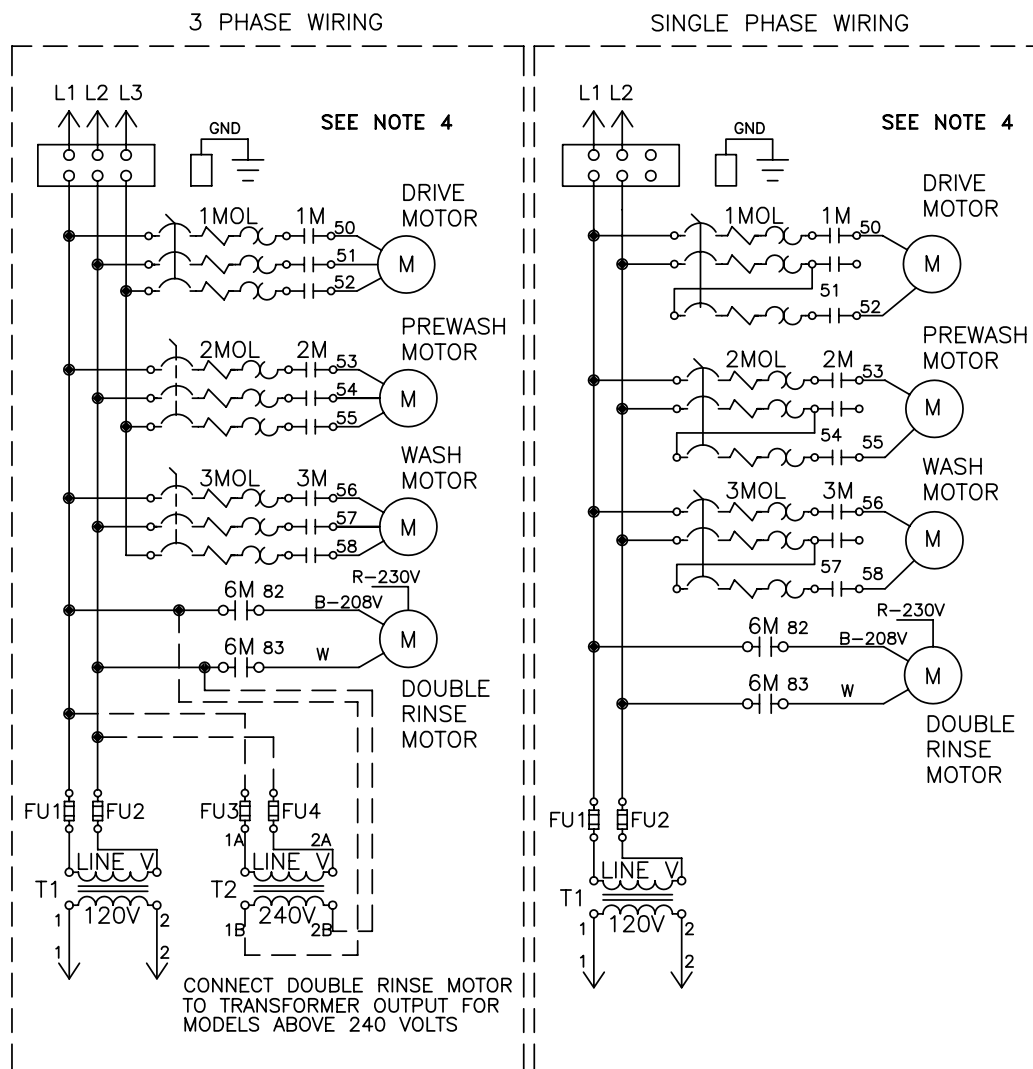 3 PHASE WIRING
L1 L2 L3
SEE NOTE 4
GND
DRIVE
MOTOR
1MOL 1M 50
51
52
M
PREWASH
MOTOR
2MOL 2M 53
54
55
M
WASH
MOTOR
3MOL 3M 56
57
58
M
R-230V
6M 82
B-208V
6M 83 W
M
DOUBLE
RINSE
MOTOR
FU1 FU2 FU3 FU4
1A 2A
LINE V LINE V
T1 T2
120V 240V
1 2 1B 2B
1 2
CONNECT DOUBLE RINSE MOTOR
TO TRANSFORMER OUTPUT FOR
MODELS ABOVE 240 VOLTS
SINGLE PHASE WIRING
L1 L2
SEE NOTE 4
GND
DRIVE
MOTOR
1MOL 1M 50
51
52
M
PREWASH
MOTOR
2MOL 2M 53
54 55
M
WASH
MOTOR
3MOL 3M 56
57 58
M
R-230V
6M 82 B-208V
6M 83 W
M
DOUBLE
RINSE
MOTOR
FU1 FU2
LINE V
T1
120V
1 2
1 2